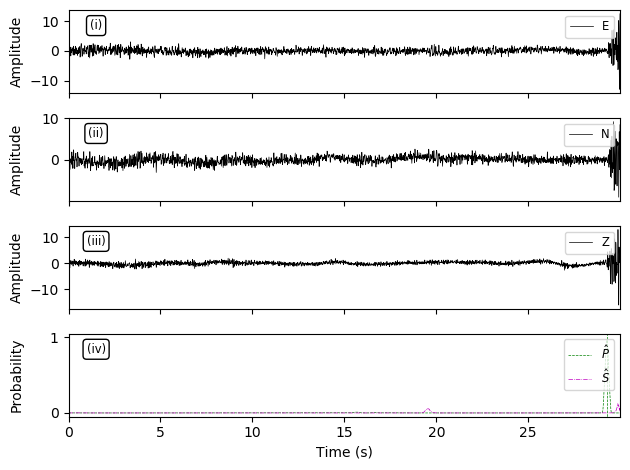 Amplitude
10
0
−10
(i)
E
Amplitude
10
0
(ii)
N
Amplitude
10
0
−10
(iii)
Z
Probability
1
0
(iv)
P̂
Ŝ
0 5 10 15 20 25
Time (s)